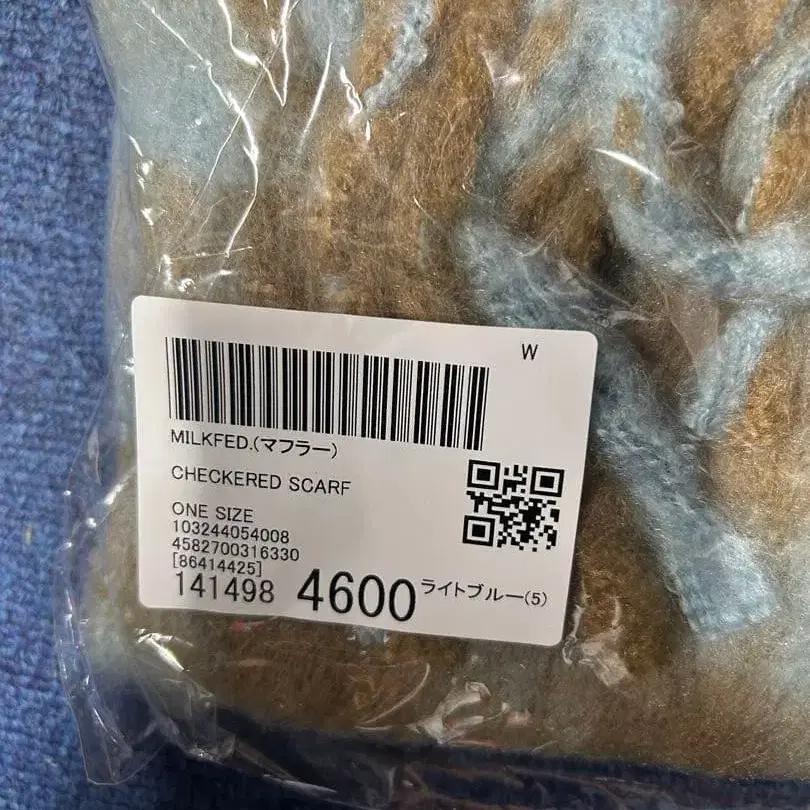 W
MILKFED.(マフラー)
CHECKERED SCARF
ONE SIZE
103244054008
4582700316330
[86414425]
141498 4600 ライトブルー(5)